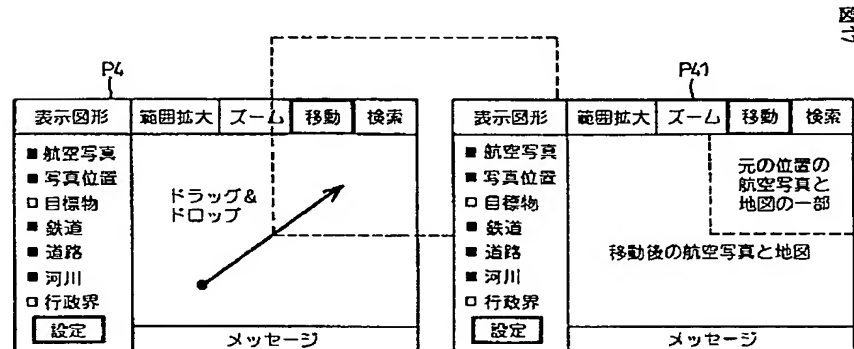 図
P4
表示図形 範囲拡大 ズーム 移動 検索
■ 航空写真
■ 写真位置
□ 目標物
■ 鉄道
■ 道路
■ 河川
□ 行政界
設定
ドラッグ&
ドロップ
メッセージ
P41
表示図形 範囲拡大 ズーム 移動 検索
■ 航空写真
■ 写真位置
□ 目標物
■ 鉄道
■ 道路
■ 河川
□ 行政界
設定
元の位置の
航空写真と
地図の一部
移動後の航空写真と地図
メッセージ